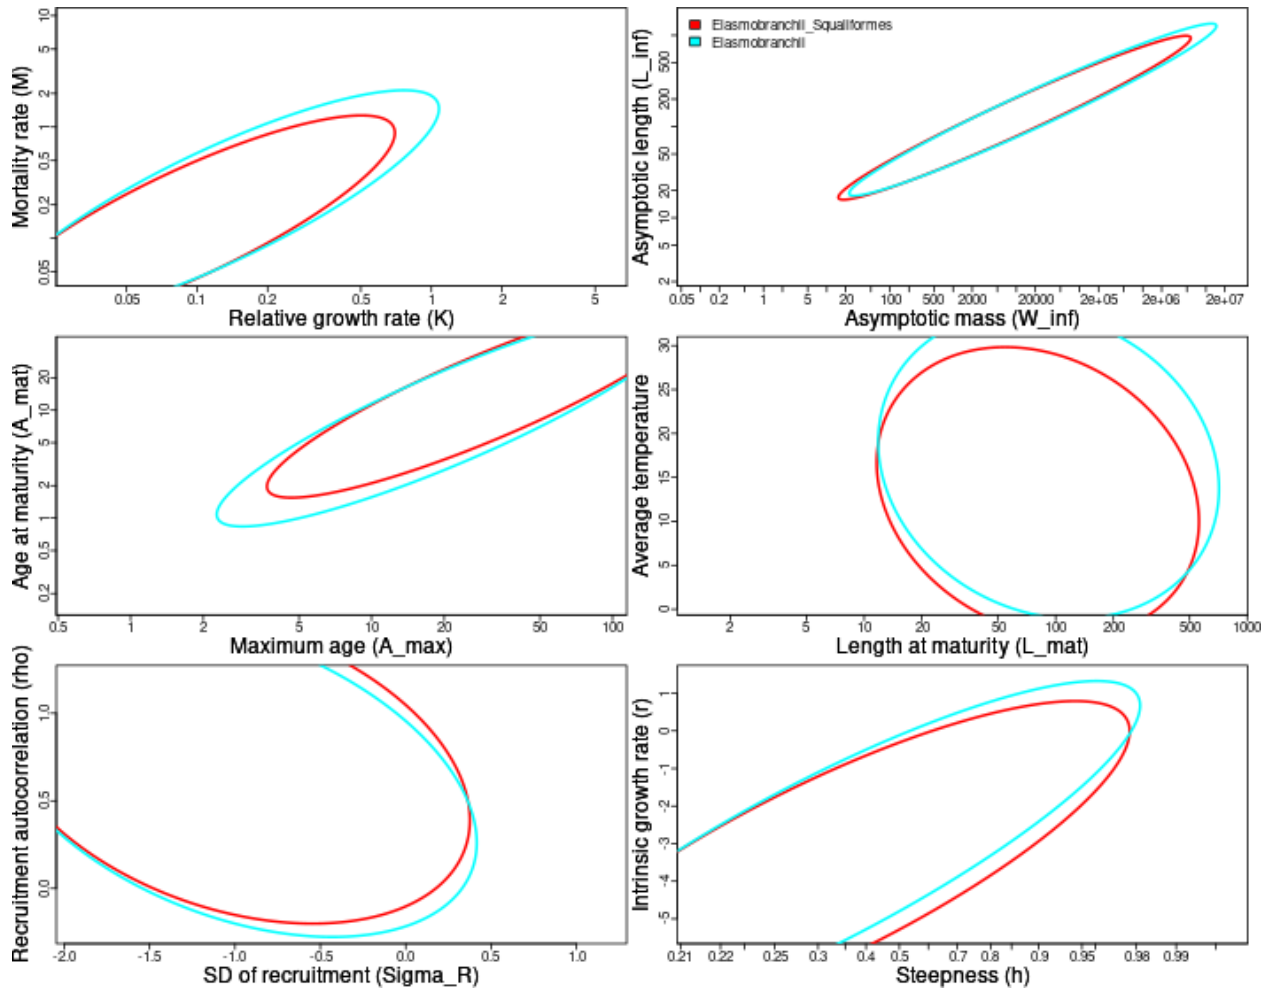 Mortality rate (M)
0.05 0.2 0.5 1 2 5 10
0.05 0.1 0.2 0.5 1 2 5
Relative growth rate (K)
Elasmobranchii_Squaliformes
Elasmobranchii
Asymptotic length (L_inf)
2 5 10 20 50 200 500
0.05 0.2 1 5 20 100 500 2000 20000 2e+05 2e+06 2e+07
Asymptotic mass (W_inf)
Age at maturity (A_mat)
0.2 0.5 1 2 5 10 20
0.5 1 2 5 10 20 50 100
Maximum age (A_max)
Average temperature
0 5 10 15 20 25 30
2 5 10 20 50 100 200 500 1000
Length at maturity (L_mat)
Recruitment autocorrelation (rho)
0.0 0.5 1.0
-2.0 -1.5 -1.0 -0.5 0.0 0.5 1.0
SD of recruitment (Sigma_R)
Intrinsic growth rate (r)
-5 -4 -3 -2 -1 0 1
0.21 0.22 0.25 0.3 0.4 0.5 0.7 0.8 0.9 0.95 0.98 0.99
Steepness (h)